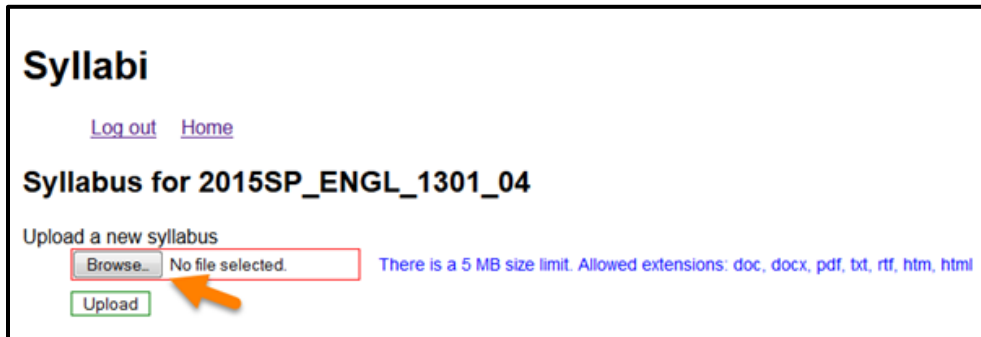 Syllabi
Log out Home
Syllabus for 2015SP_ENGL_1301_04
Upload a new syllabus
Browse... No file selected. There is a 5 MB size limit. Allowed extensions: doc, docx, pdf, txt, rtf, htm, html
Upload